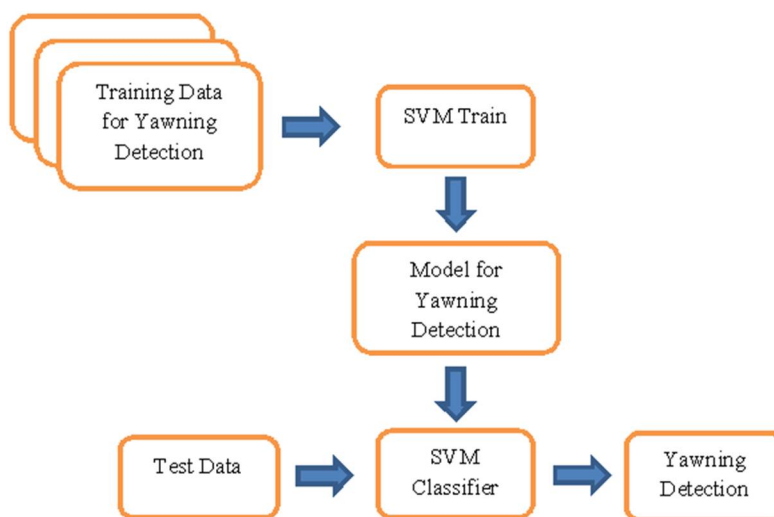 Training Data
for Yawning
Detection
SVM Train
Model for
Yawning
Detection
Test Data
SVM
Classifier
Yawning
Detection